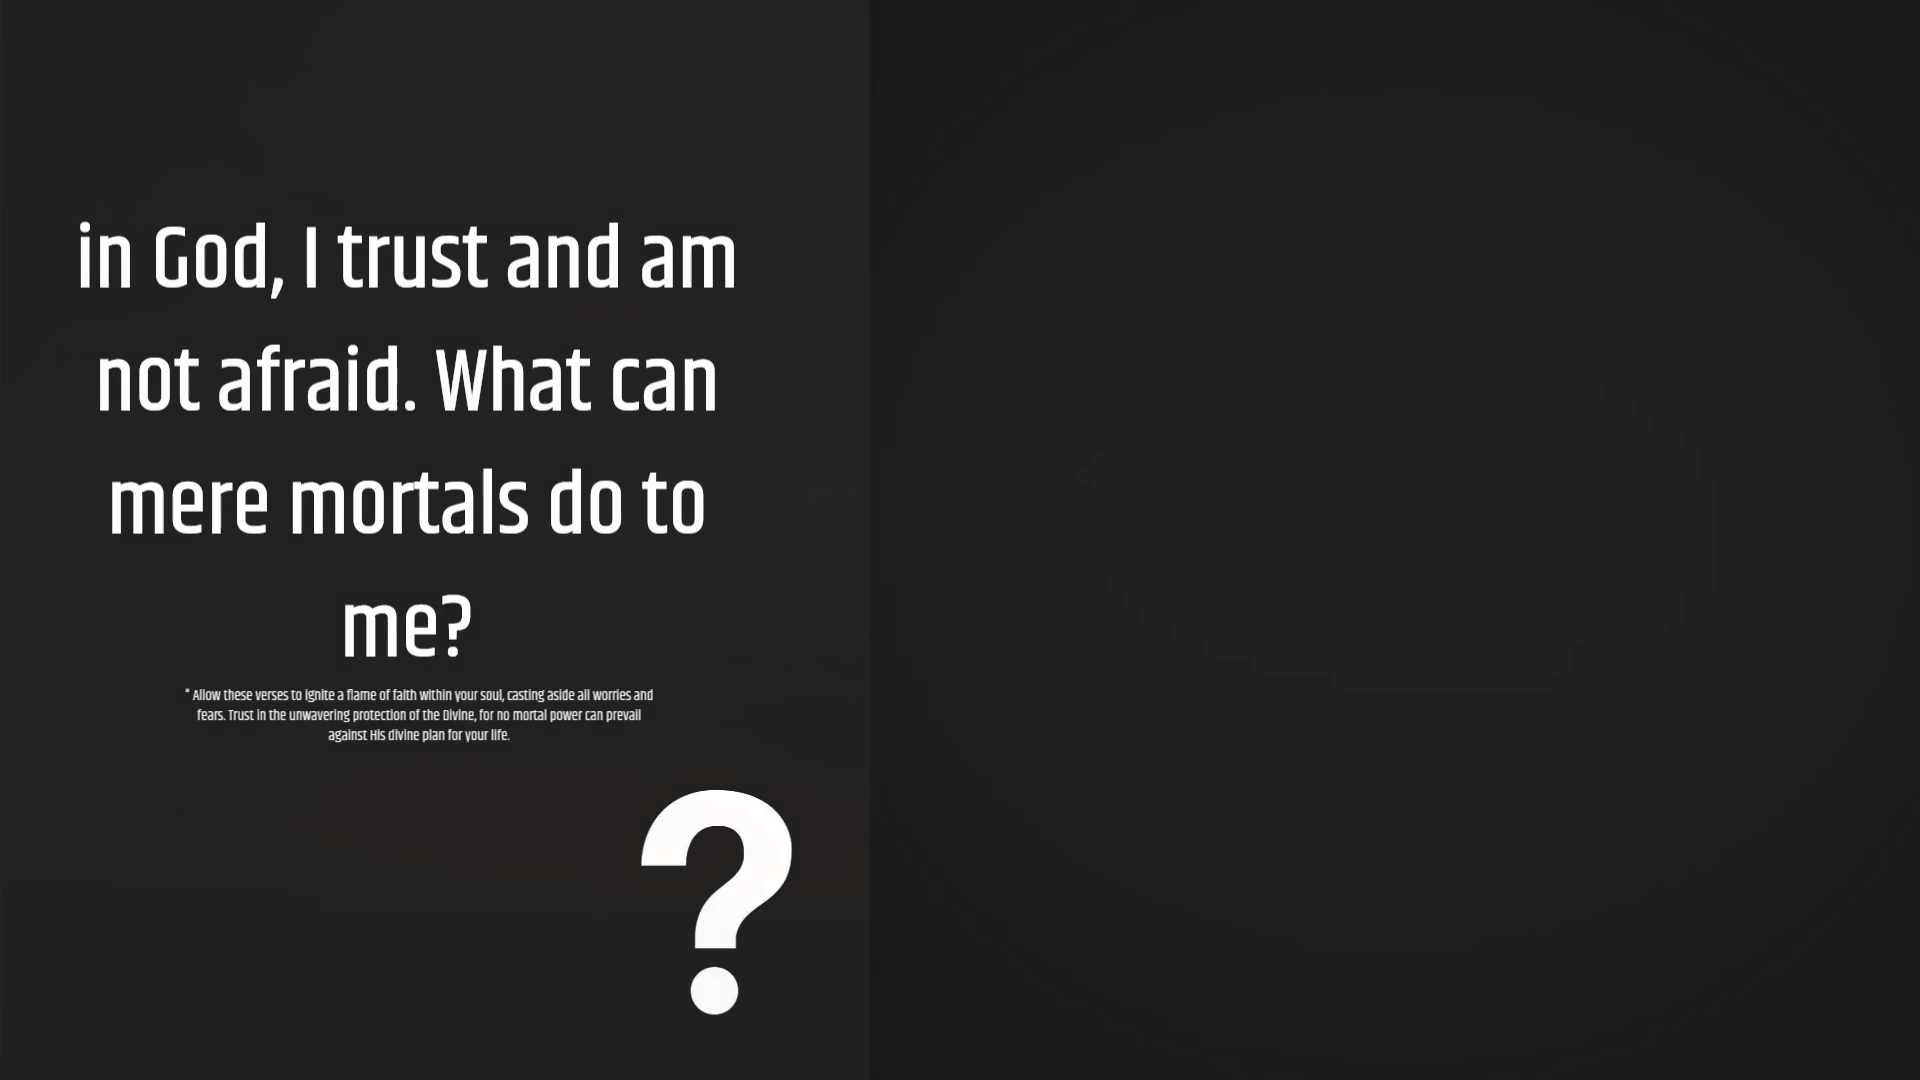 in God, I trust and am
not afraid. What can
mere mortals do to
me?
“ Allow these verses to ignite a flame of faith within your soul, casting aside all worries and
fears. Trust in the unwavering protection of the Divine, for no mortal power can prevail
against His divine plan for your life.
?